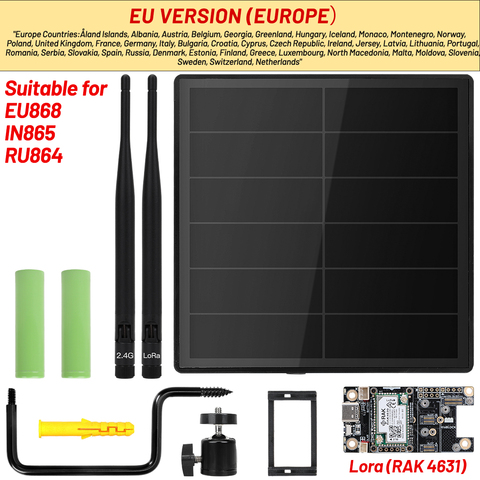 EU VERSION (EUROPE）
"Europe Countries:Åland Islands, Albania, Austria, Belgium, Georgia, Greenland, Hungary, Iceland, Monaco, Montenegro, Norway,
Poland, United Kingdom, France, Germany, Italy, Bulgaria, Croatia, Cyprus, Czech Republic, Ireland, Jersey, Latvia, Lithuania, Portugal,
Romania, Serbia, Slovakia, Spain, Russia, Denmark, Estonia, Finland, Greece, Luxembourg, North Macedonia, Malta, Moldova, Slovenia,
Sweden, Switzerland, Netherlands"
Suitable for
EU868
IN865
RU864
2.4G
LoRa
RAK
Lora (RAK 4631)